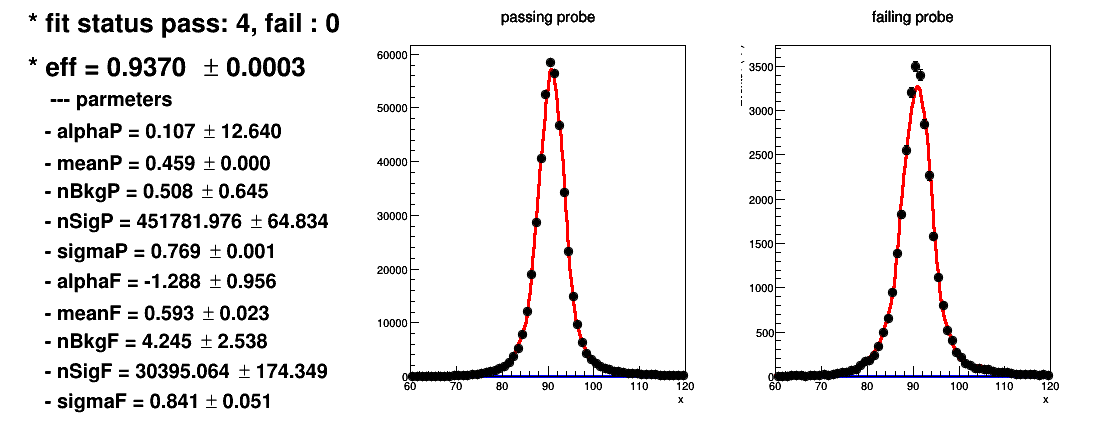 * fit status pass: 4, fail : 0
* eff = 0.9370 ± 0.0003
--- parmeters
- alphaP = 0.107 ± 12.640
- meanP = 0.459 ± 0.000
- nBkgP = 0.508 ± 0.645
- nSigP = 451781.976 ± 64.834
- sigmaP = 0.769 ± 0.001
- alphaF = -1.288 ± 0.956
- meanF = 0.593 ± 0.023
- nBkgF = 4.245 ± 2.538
- nSigF = 30395.064 ± 174.349
- sigmaF = 0.841 ± 0.051
passing probe
60000
50000
40000
30000
20000
10000
0
60 70 80 90 100 110 120
x
failing probe
3500
3000
2500
2000
1500
1000
500
0
60 70 80 90 100 110 120
x